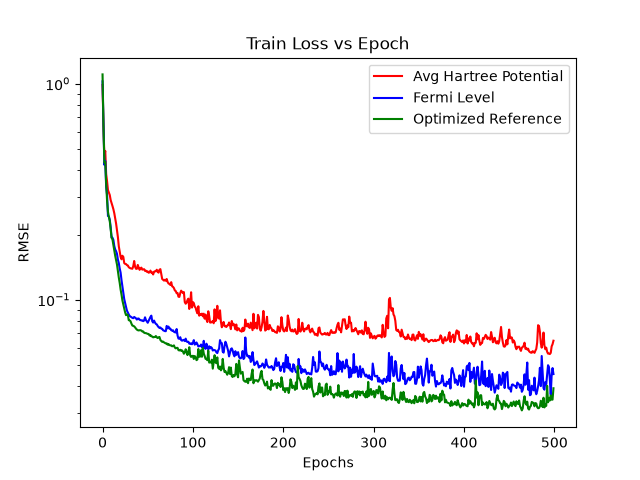 Train Loss vs Epoch
Avg Hartree Potential
Fermi Level
Optimized Reference
RMSE
10⁰
10⁻¹
0 100 200 300 400 500
Epochs